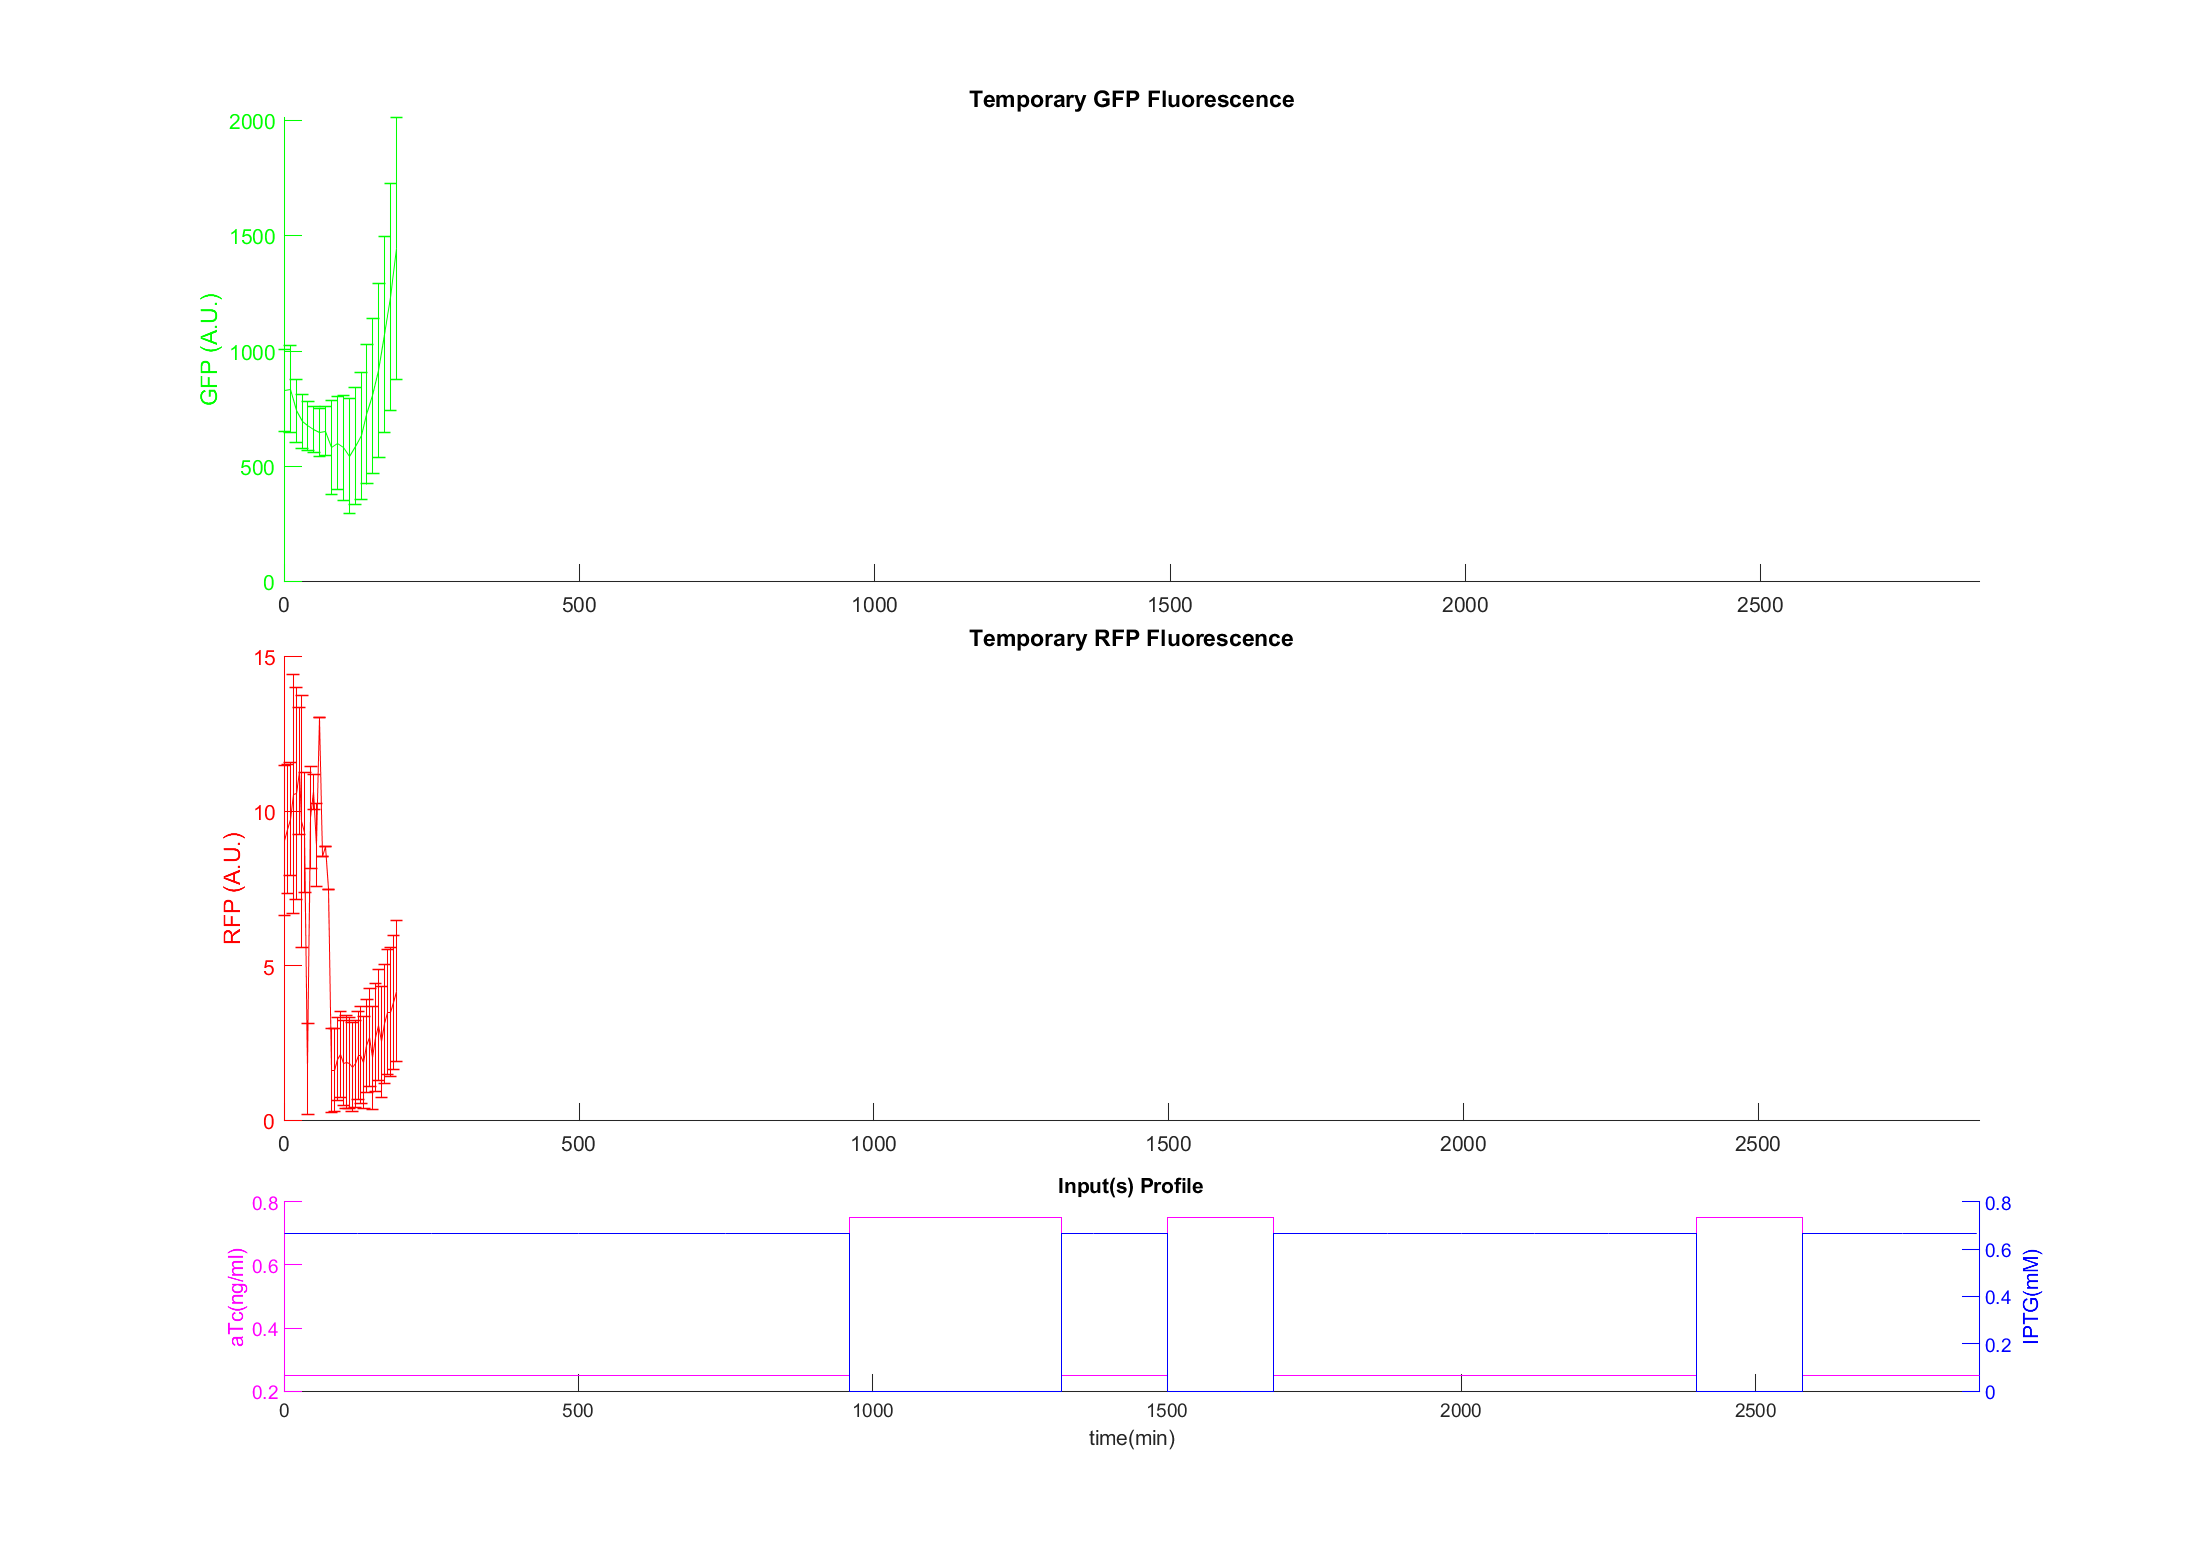 Temporary GFP Fluorescence
2000
1500
1000
500
0
GFP (A.U.)
0 500 1000 1500 2000 2500
Temporary RFP Fluorescence
15
10
5
0
RFP (A.U.)
0 500 1000 1500 2000 2500
Input(s) Profile
0.8
0.6
0.4
0.2
aTc(ng/ml)
0.8
0.6
0.4
0.2
0
IPTG(mM)
0 500 1000 1500 2000 2500
time(min)